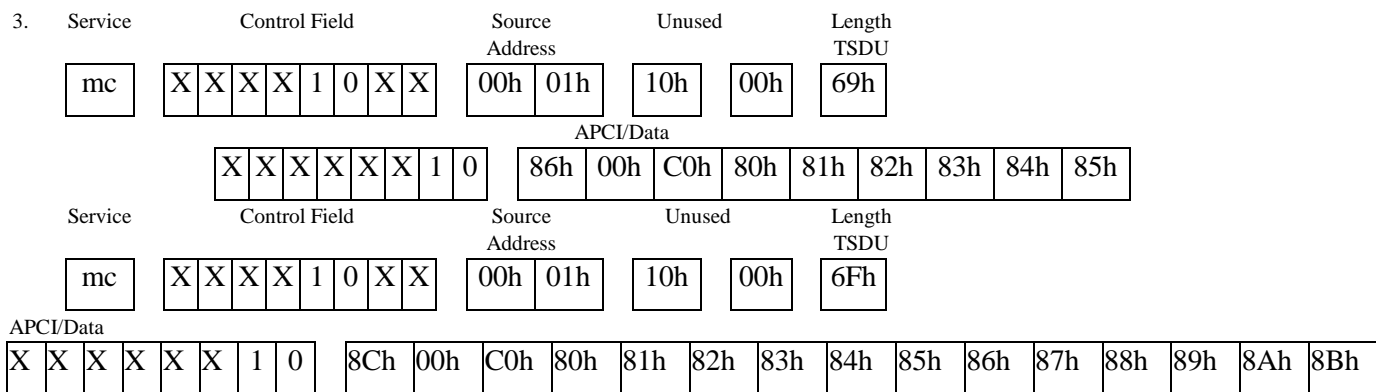 3. Service Control Field Source Unused Length
Address TSDU
mc X X X X 1 0 X X 00h 01h 10h 00h 69h
APCI/Data
X X X X X X 1 0 86h 00h C0h 80h 81h 82h 83h 84h 85h
Service Control Field Source Unused Length
Address TSDU
mc X X X X 1 0 X X 00h 01h 10h 00h 6Fh
APCI/Data
X X X X X X 1 0 8Ch 00h C0h 80h 81h 82h 83h 84h 85h 86h 87h 88h 89h 8Ah 8Bh